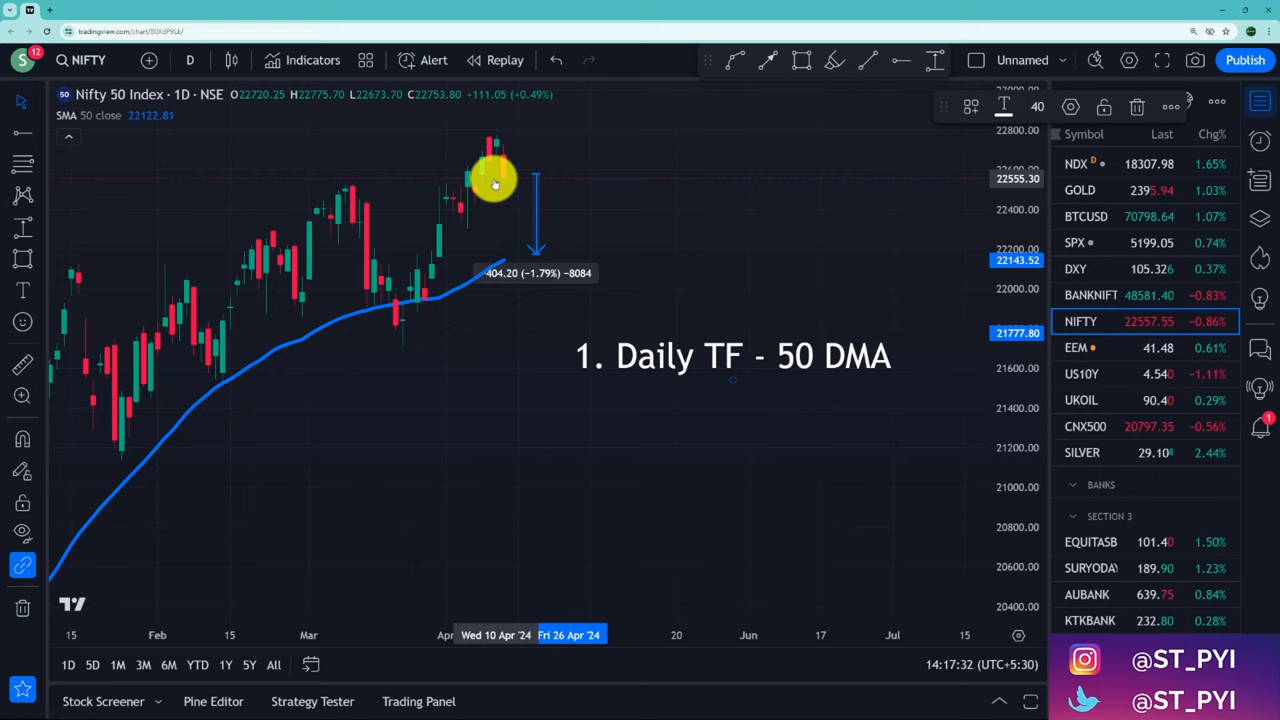 tradingview.com/chart/80XdP9Lk/
S 12 NIFTY D Indicators Alert Replay Unnamed Publish
50 Nifty 50 Index · 1D · NSE O22720.25 H22775.70 L22673.70 C22753.80 +111.05 (+0.49%)
SMA 50 close 22122.81
T 40
22800.00
22555.30
22400.00
22200.00
22143.52
22000.00
21777.80
21600.00
21400.00
21200.00
21000.00
20800.00
20600.00
20400.00
-404.20 (−1.79%) −8084
1. Daily TF - 50 DMA
Symbol Last Chg%
NDX D 18307.98 1.65%
GOLD 2395.94 1.03%
BTCUSD 70798.64 1.07%
SPX 5199.05 0.74%
DXY 105.326 0.37%
BANKNIFT 48581.40 −0.83%
NIFTY 22557.55 −0.86%
EEM 41.48 0.61%
US10Y 4.540 −1.11%
UKOIL 90.40 0.29%
CNX500 20797.35 −0.56%
SILVER 29.108 2.44%
BANKS
SECTION 3
EQUITASB 101.40 1.50%
SURYODA 189.90 1.23%
AUBANK 639.75 0.84%
KTKBANK 232.80 0.28%
1
15 Feb 15 Mar Apr Wed 10 Apr '24 Fri 26 Apr '24 20 Jun 17 Jul 15
1D 5D 1M 3M 6M YTD 1Y 5Y All
14:17:32 (UTC+5:30)
Stock Screener Pine Editor Strategy Tester Trading Panel
@ST_PYI
@ST_PYI